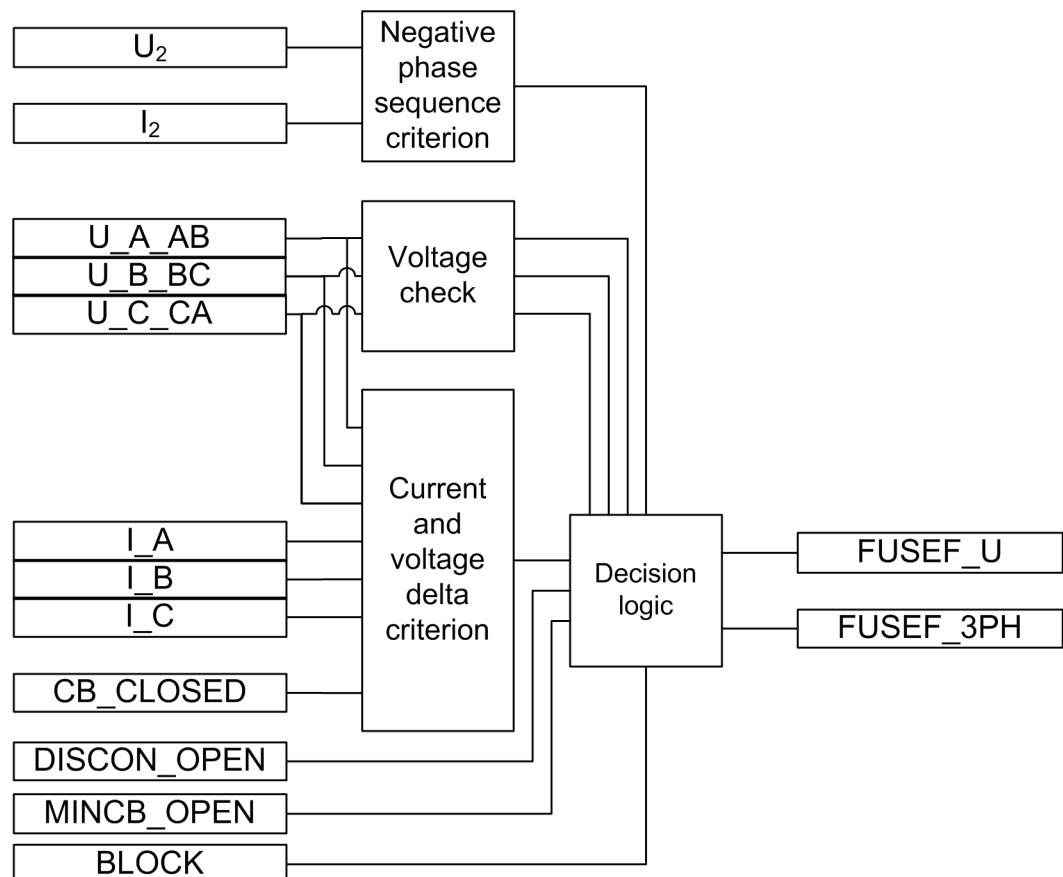 U₂
I₂
Negative
phase
sequence
criterion
U_A_AB
U_B_BC
U_C_CA
Voltage
check
I_A
I_B
I_C
CB_CLOSED
Current
and
voltage
delta
criterion
DISCON_OPEN
MINCB_OPEN
BLOCK
Decision
logic
FUSEF_U
FUSEF_3PH